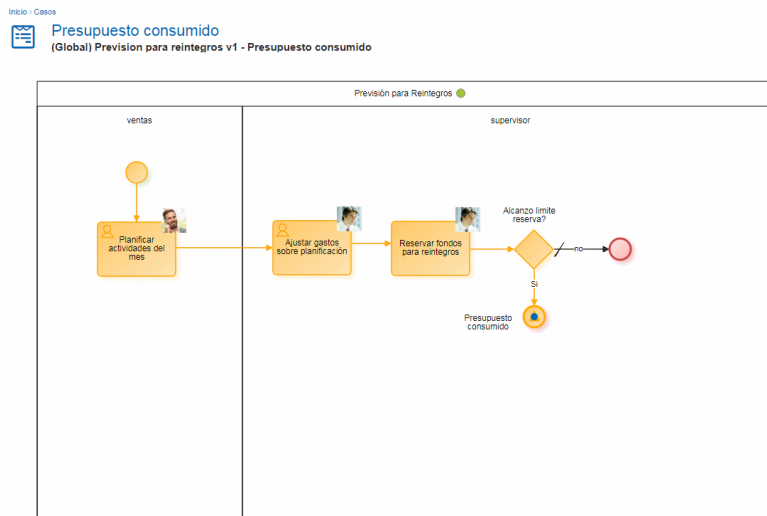 Inicio › Casos
Presupuesto consumido
(Global) Prevision para reintegros v1 - Presupuesto consumido
Previsión para Reintegros
ventas
supervisor
Planificar
actividades del
mes
Ajustar gastos
sobre planificación
Reservar fondos
para reintegros
Alcanzo limite
reserva?
no
Si
Presupuesto
consumido